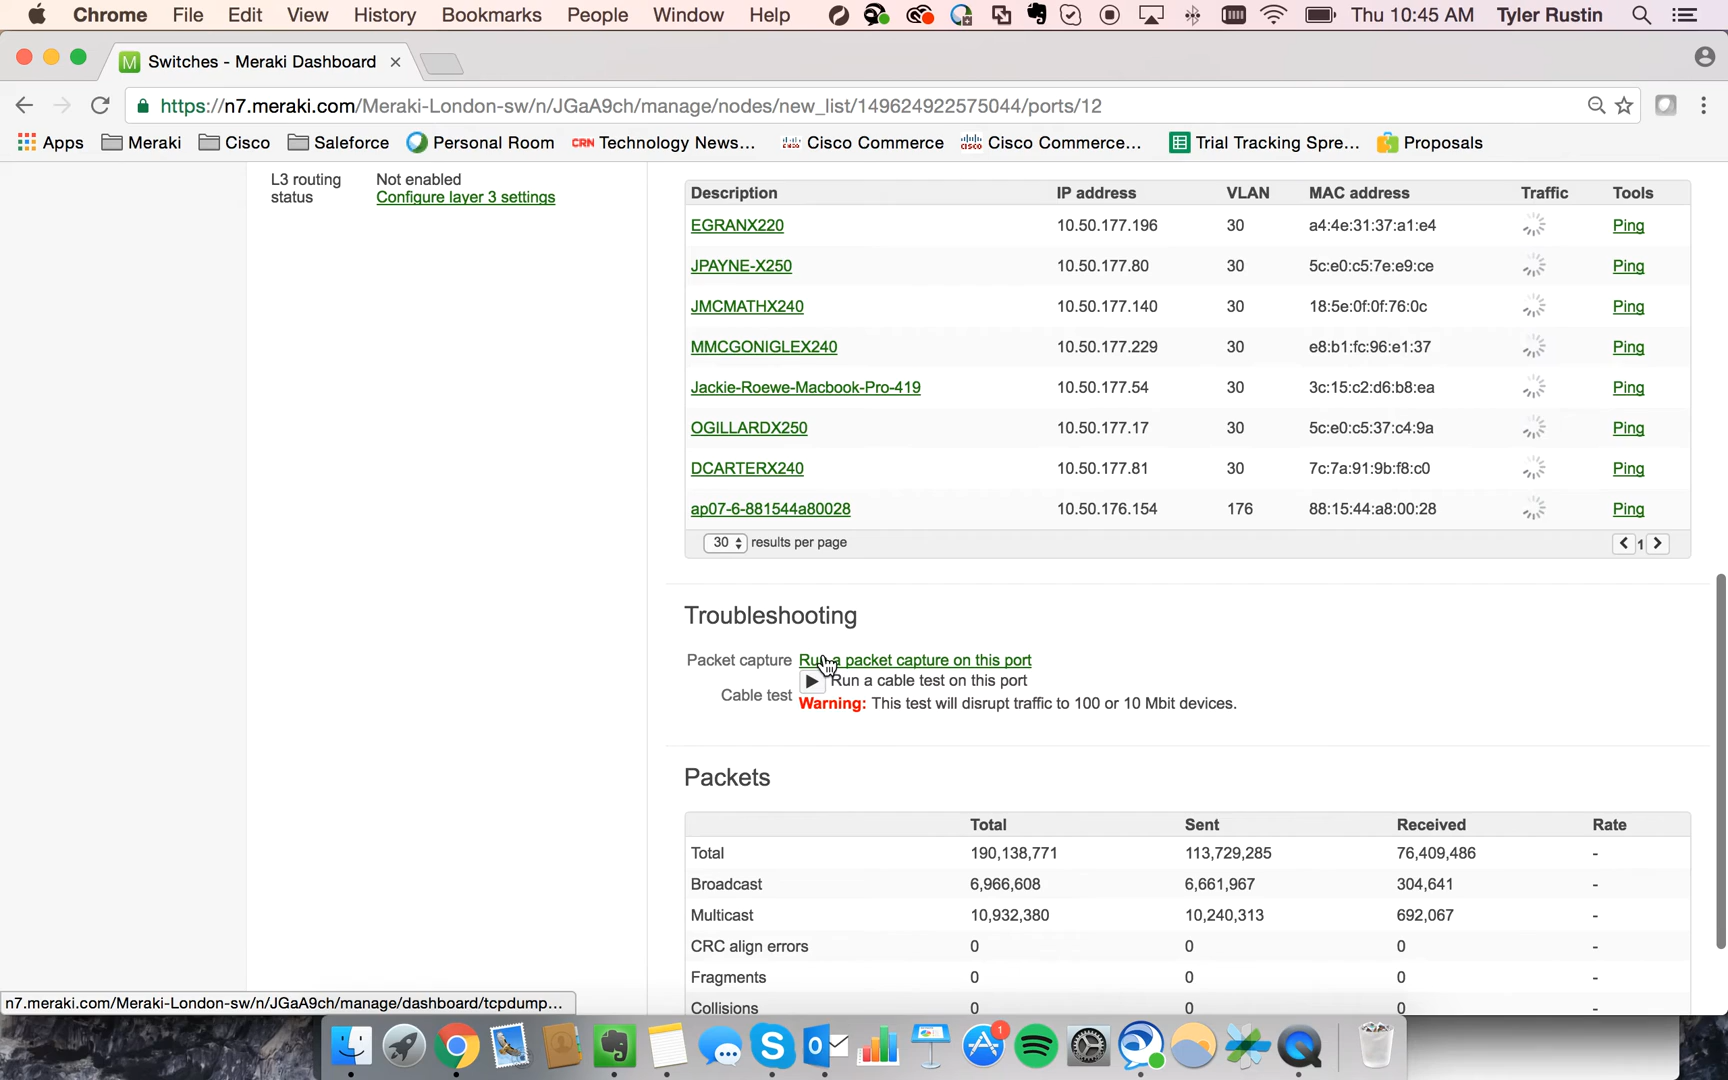 Chrome File Edit View History Bookmarks People Window Help Thu 10:45 AM Tyler Rustin
M Switches - Meraki Dashboard ×
https://n7.meraki.com/Meraki-London-sw/n/JGaA9ch/manage/nodes/new_list/149624922575044/ports/12
Apps Meraki Cisco Saleforce Personal Room CRN Technology News... Cisco Commerce Cisco Commerce... Trial Tracking Spre... Proposals
L3 routing status Not enabled
Configure layer 3 settings
Description IP address VLAN MAC address Traffic Tools
EGRANX220 10.50.177.196 30 a4:4e:31:37:a1:e4 Ping
JPAYNE-X250 10.50.177.80 30 5c:e0:c5:7e:e9:ce Ping
JMCMATHX240 10.50.177.140 30 18:5e:0f:0f:76:0c Ping
MMCGONIGLEX240 10.50.177.229 30 e8:b1:fc:96:e1:37 Ping
Jackie-Roewe-Macbook-Pro-419 10.50.177.54 30 3c:15:c2:d6:b8:ea Ping
OGILLARDX250 10.50.177.17 30 5c:e0:c5:37:c4:9a Ping
DCARTERX240 10.50.177.81 30 7c:7a:91:9b:f8:c0 Ping
ap07-6-881544a80028 10.50.176.154 176 88:15:44:a8:00:28 Ping
30 results per page < 1 >
Troubleshooting
Packet capture Run a packet capture on this port
Cable test Run a cable test on this port
Warning: This test will disrupt traffic to 100 or 10 Mbit devices.
Packets
Total Sent Received Rate
Total 190,138,771 113,729,285 76,409,486 -
Broadcast 6,966,608 6,661,967 304,641 -
Multicast 10,932,380 10,240,313 692,067 -
CRC align errors 0 0 0 -
Fragments 0 0 0 -
Collisions 0 0 0 -
n7.meraki.com/Meraki-London-sw/n/JGaA9ch/manage/dashboard/tcpdump...
1